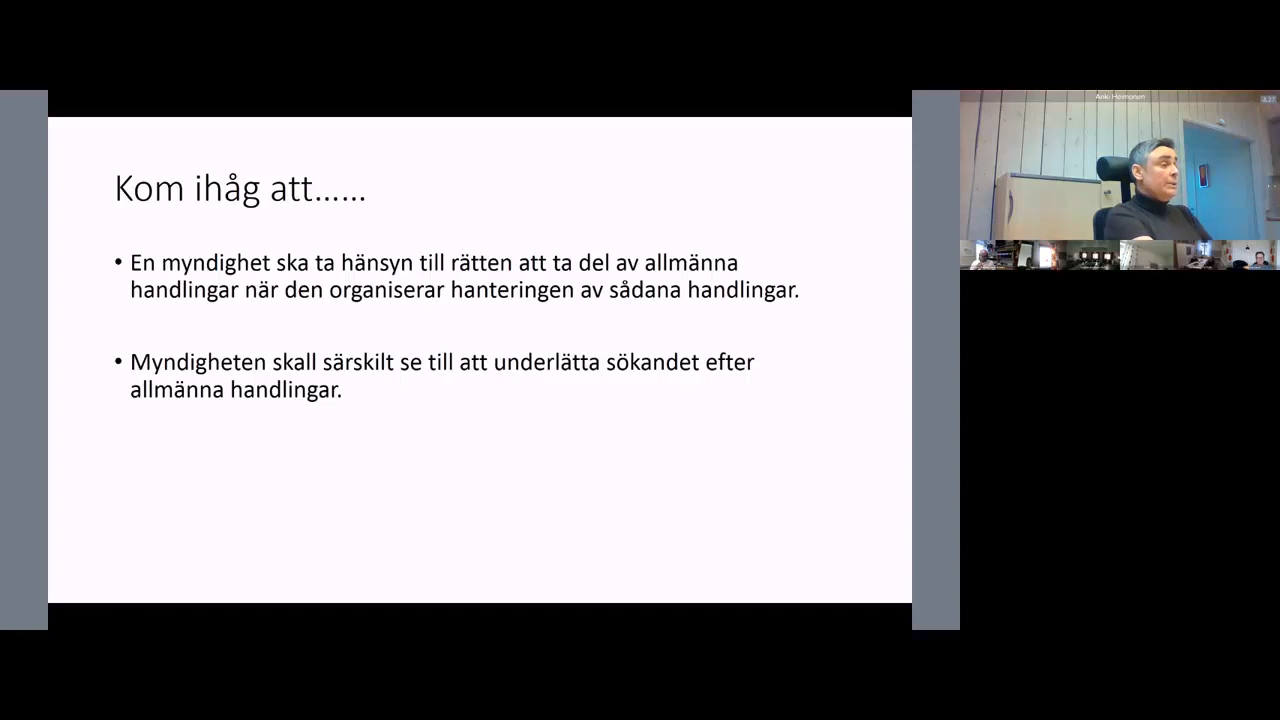 Kom ihåg att......
• En myndighet ska ta hänsyn till rätten att ta del av allmänna
handlingar när den organiserar hanteringen av sådana handlingar.
• Myndigheten skall särskilt se till att underlätta sökandet efter
allmänna handlingar.